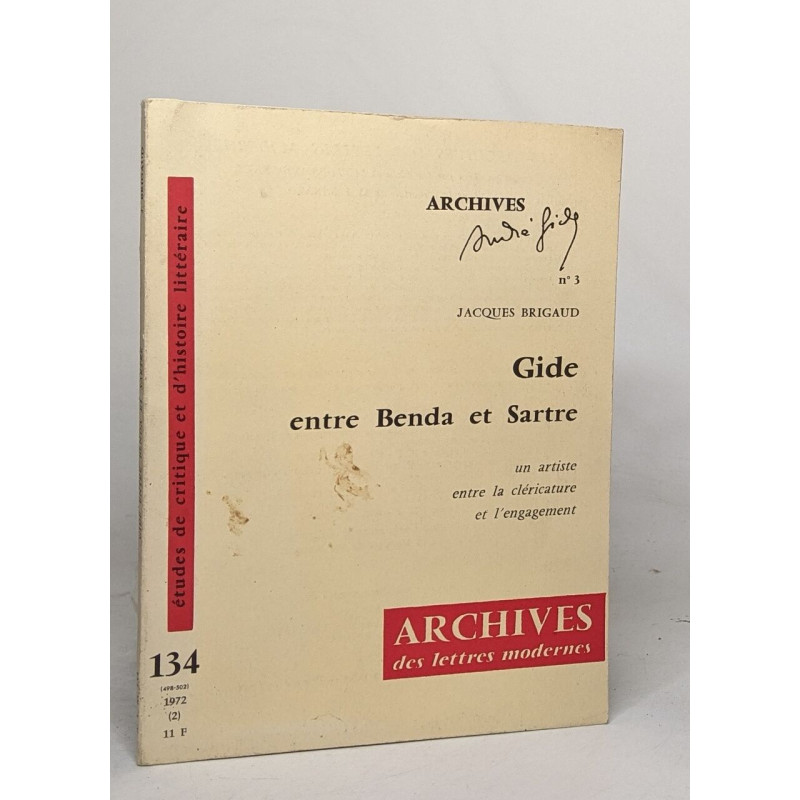 études de critique et d'histoire littéraire
ARCHIVES
André Gide
n° 3
JACQUES BRIGAUD
Gide
entre Benda et Sartre
un artiste
entre la cléricature
et l'engagement
ARCHIVES
des lettres modernes
134
(498-502)
1972
(2)
11 F